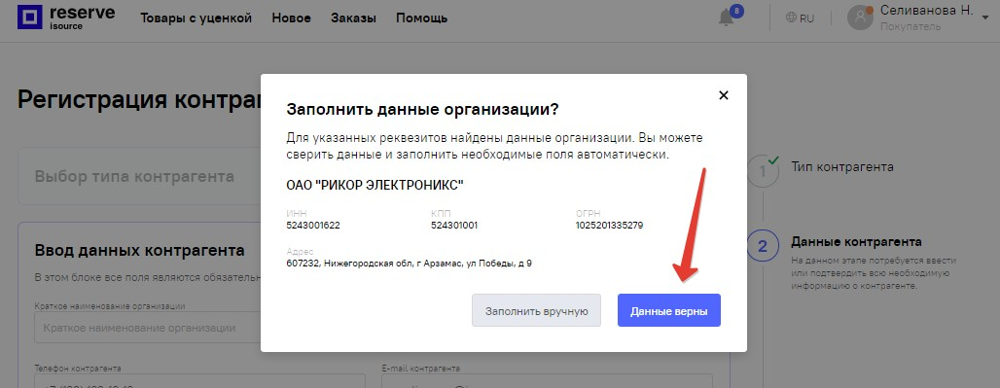 reserve
isource
Товары с уценкой Новое Заказы Помощь
8
RU
Селиванова Н.
Покупатель
Регистрация контраг
Заполнить данные организации?
Для указанных реквезитов найдены данные организации. Вы можете
сверить данные и заполнить необходимые поля автоматически.
ОАО "РИКОР ЭЛЕКТРОНИКС"
ИНН КПП ОГРН
5243001622 524301001 1025201335279
Адрес
607232, Нижегородская обл, г Арзамас, ул Победы, д 9
Заполнить вручную Данные верны
Выбор типа контрагента
Ввод данных контрагента
В этом блоке все поля являются обязательн
Краткое наименование организации
Краткое наименование организации
Телефон контрагента E-mail контрагента
1 Тип контрагента
2 Данные контрагента
На данном этапе потребуется ввести
или подтвердить всю необходимую
информацию о контрагенте.